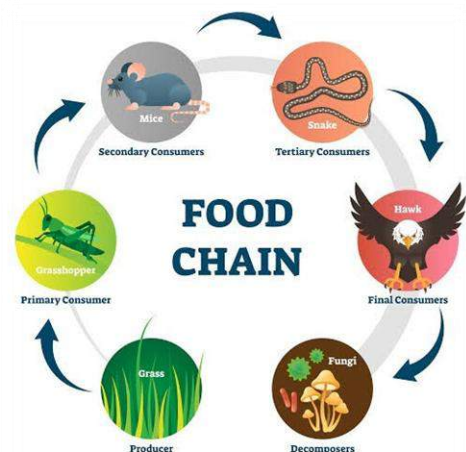 FOOD
CHAIN
Grass
Producer
Grasshopper
Primary Consumer
Mice
Secondary Consumers
Snake
Tertiary Consumers
Hawk
Final Consumers
Fungi
Decomposers